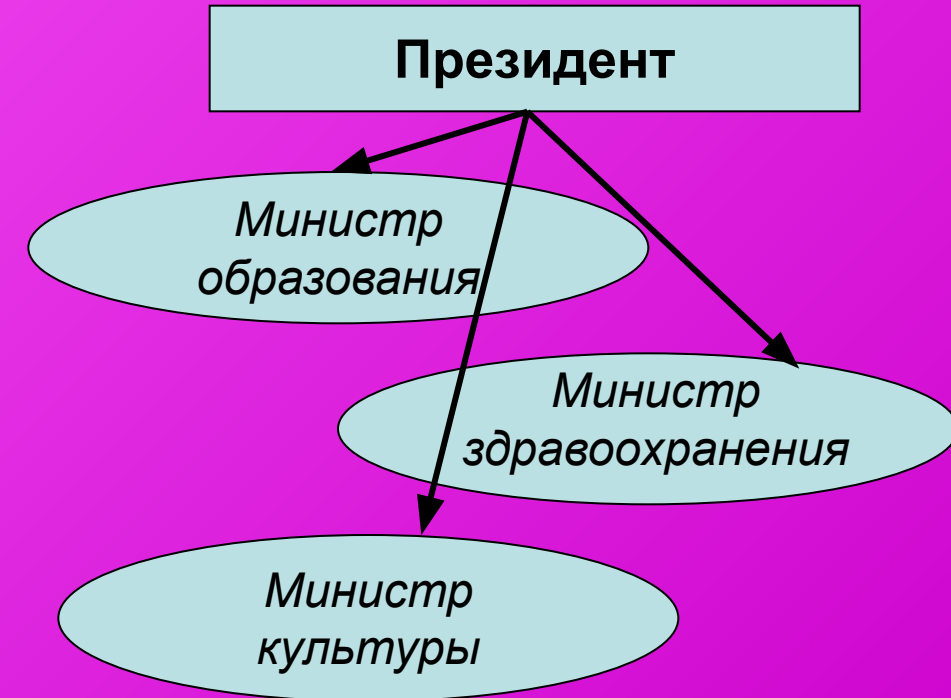 Президент
Министр
образования
Министр
здравоохранения
Министр
культуры